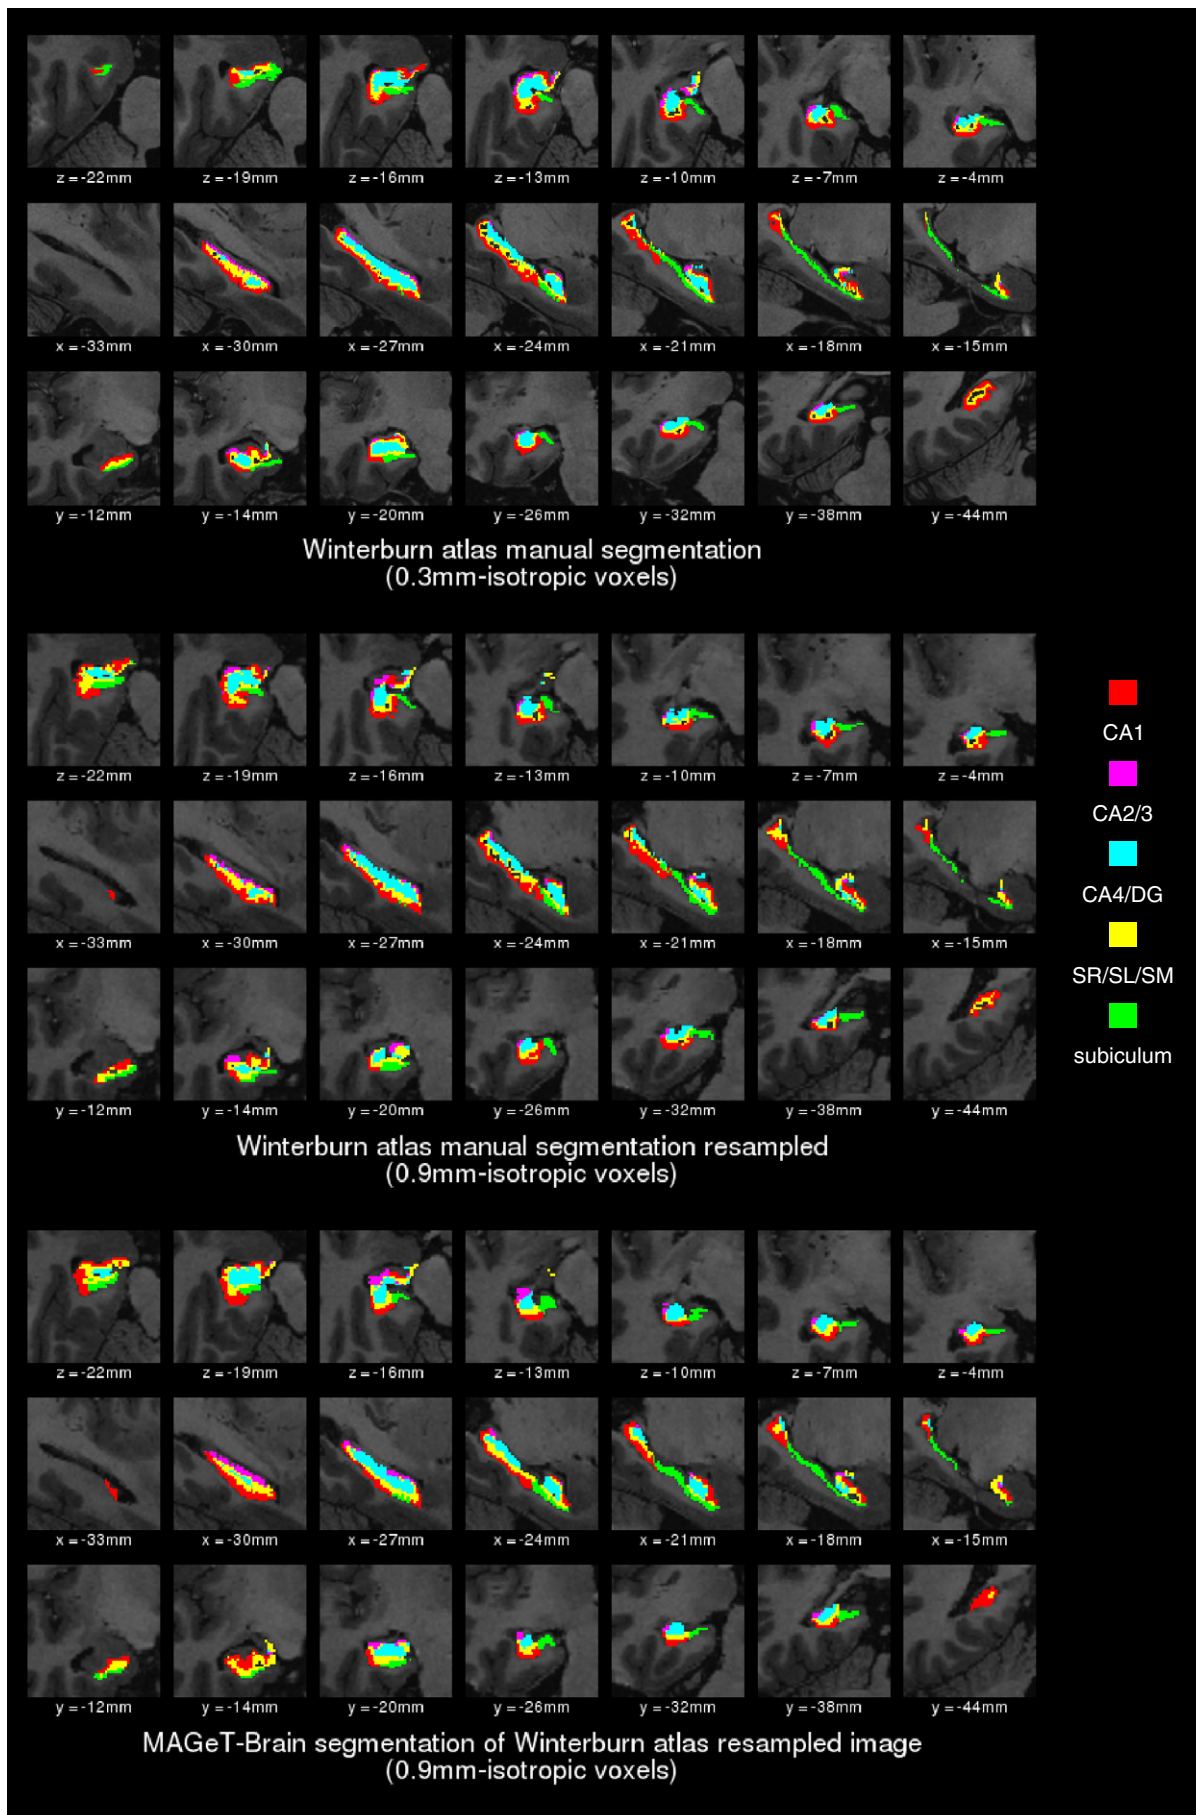 z = -22mm z = -19mm z = -16mm z = -13mm z = -10mm z = -7mm z = -4mm
x = -33mm x = -30mm x = -27mm x = -24mm x = -21mm x = -18mm x = -15mm
y = -12mm y = -14mm y = -20mm y = -26mm y = -32mm y = -38mm y = -44mm
Winterburn atlas manual segmentation
(0.3mm-isotropic voxels)
z = -22mm z = -19mm z = -16mm z = -13mm z = -10mm z = -7mm z = -4mm
x = -33mm x = -30mm x = -27mm x = -24mm x = -21mm x = -18mm x = -15mm
y = -12mm y = -14mm y = -20mm y = -26mm y = -32mm y = -38mm y = -44mm
Winterburn atlas manual segmentation resampled
(0.9mm-isotropic voxels)
z = -22mm z = -19mm z = -16mm z = -13mm z = -10mm z = -7mm z = -4mm
x = -33mm x = -30mm x = -27mm x = -24mm x = -21mm x = -18mm x = -15mm
y = -12mm y = -14mm y = -20mm y = -26mm y = -32mm y = -38mm y = -44mm
MAGeT-Brain segmentation of Winterburn atlas resampled image
(0.9mm-isotropic voxels)
CA1
CA2/3
CA4/DG
SR/SL/SM
subiculum